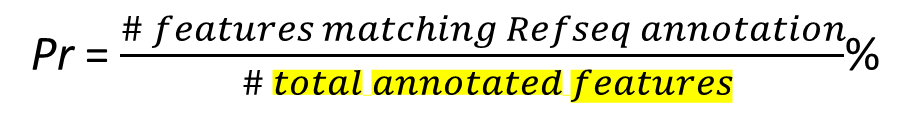 Pr = # features matching Refseq annotation %
# total annotated features